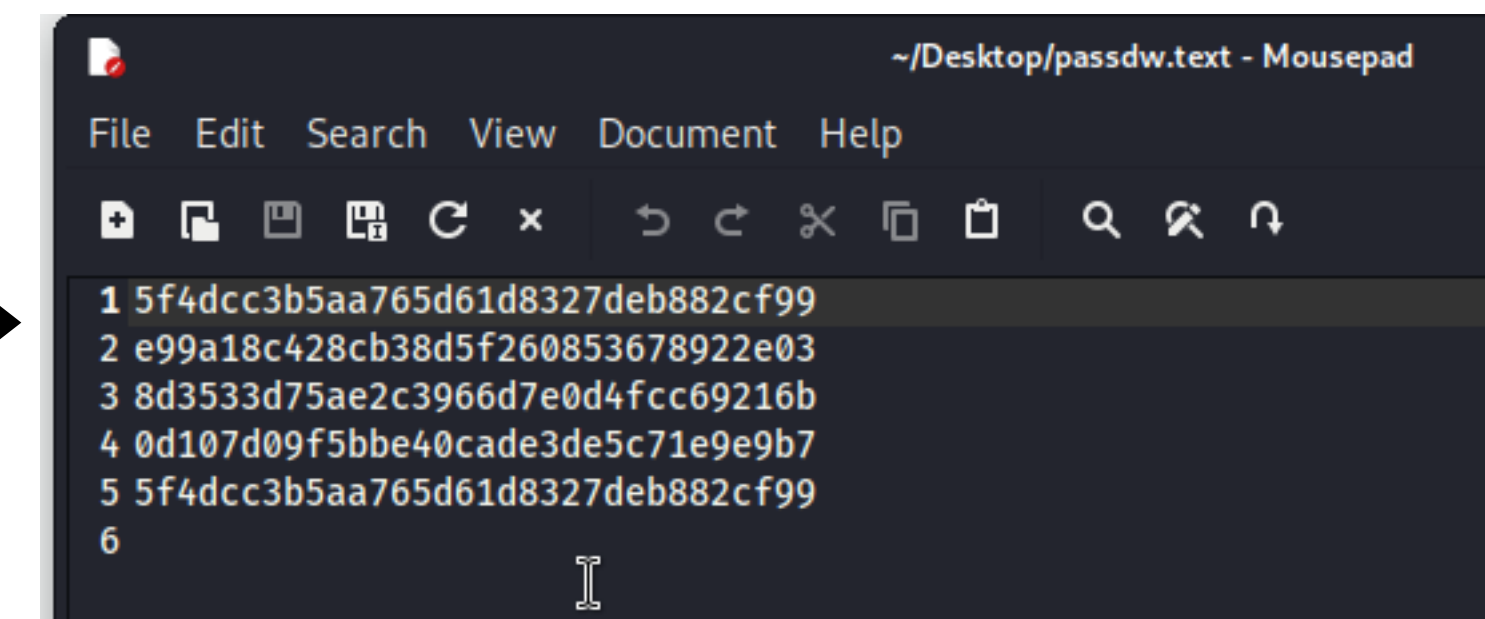 ~/Desktop/passdw.text - Mousepad
File Edit Search View Document Help
1 5f4dcc3b5aa765d61d8327deb882cf99
2 e99a18c428cb38d5f260853678922e03
3 8d3533d75ae2c3966d7e0d4fcc69216b
4 0d107d09f5bbe40cade3de5c71e9e9b7
5 5f4dcc3b5aa765d61d8327deb882cf99
6